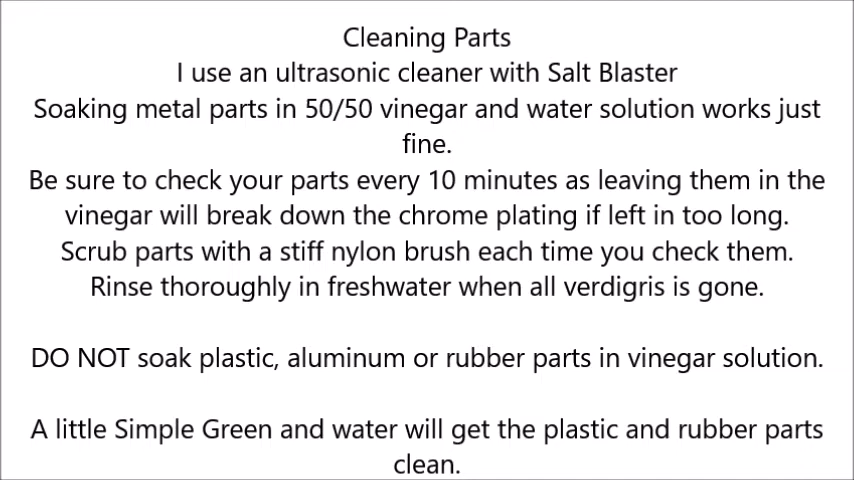 Cleaning Parts
I use an ultrasonic cleaner with Salt Blaster
Soaking metal parts in 50/50 vinegar and water solution works just
fine.
Be sure to check your parts every 10 minutes as leaving them in the
vinegar will break down the chrome plating if left in too long.
Scrub parts with a stiff nylon brush each time you check them.
Rinse thoroughly in freshwater when all verdigris is gone.
DO NOT soak plastic, aluminum or rubber parts in vinegar solution.
A little Simple Green and water will get the plastic and rubber parts
clean.